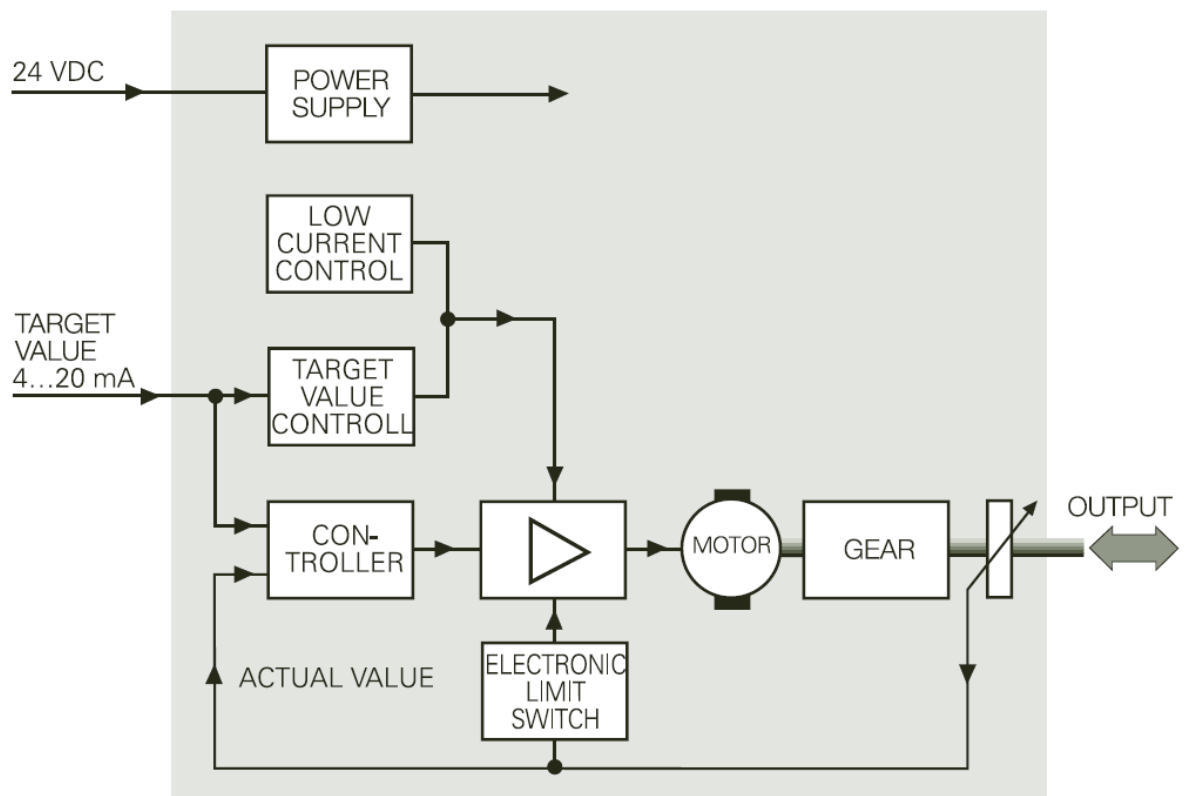 24 VDC
POWER
SUPPLY
LOW
CURRENT
CONTROL
TARGET
VALUE
4...20 mA
TARGET
VALUE
CONTROLL
CON-
TROLLER
MOTOR
GEAR
OUTPUT
ACTUAL VALUE
ELECTRONIC
LIMIT
SWITCH